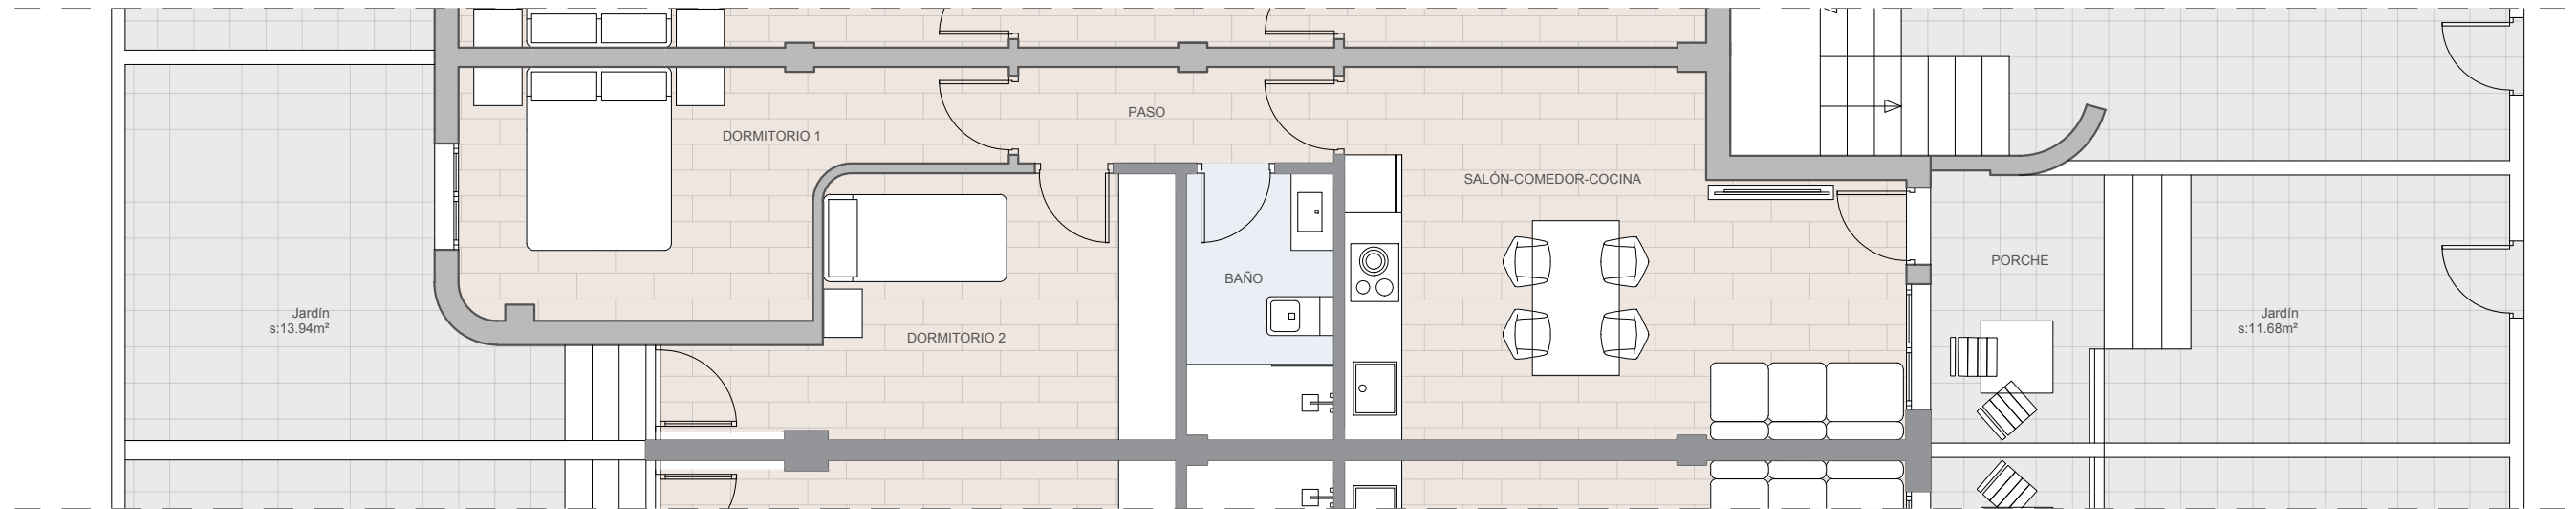 PASO
DORMITORIO 1
SALÓN-COMEDOR-COCINA
PORCHE
BAÑO
Jardín
s:13.94m²
Jardín
s:11.68m²
DORMITORIO 2